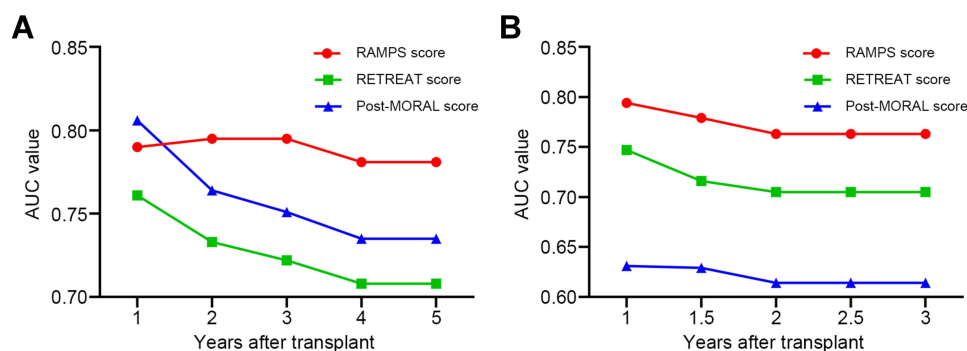 A
0.85
0.80
0.75
0.70
AUC value
RAMPS score
RETREAT score
Post-MORAL score
1 2 3 4 5
Years after transplant
B
0.85
0.80
0.75
0.70
0.65
0.60
AUC value
RAMPS score
RETREAT score
Post-MORAL score
1 1.5 2 2.5 3
Years after transplant